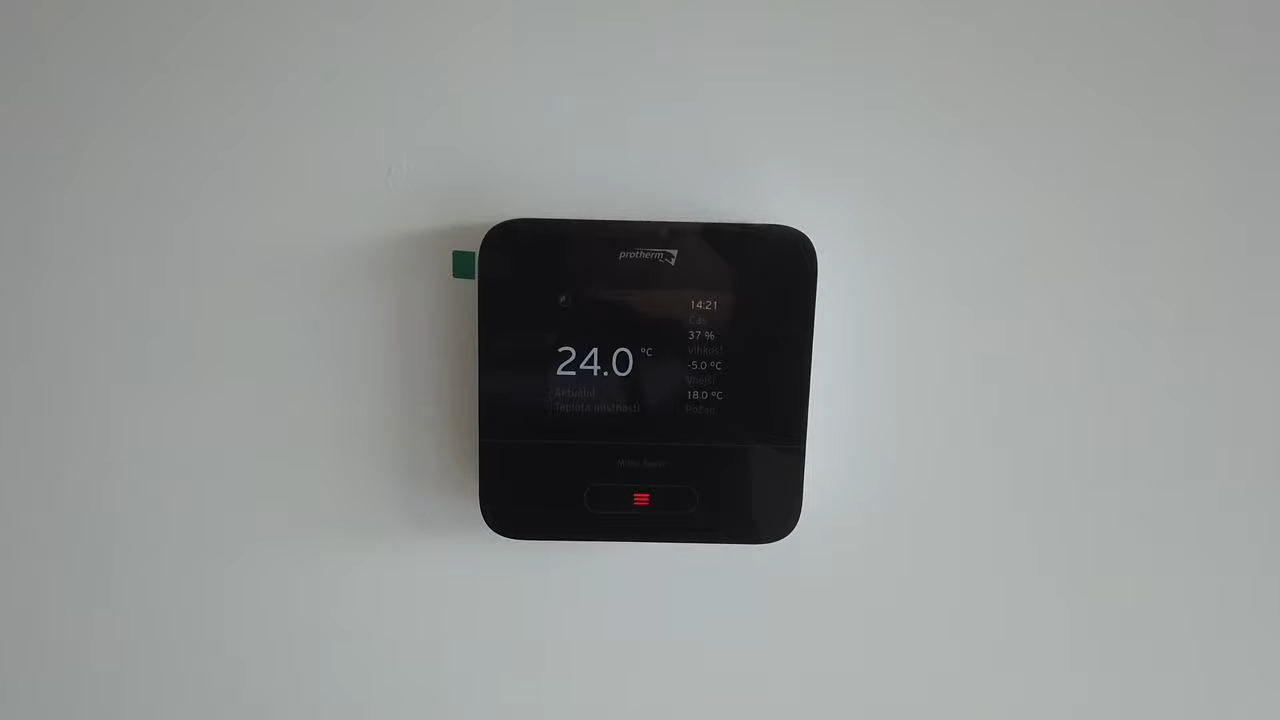 protherm
14:21
Čas
37 %
Vlhkost
-5.0 °C
Vnější
18.0 °C
Požad.
24.0 °C
Aktuální
Teplota místnosti